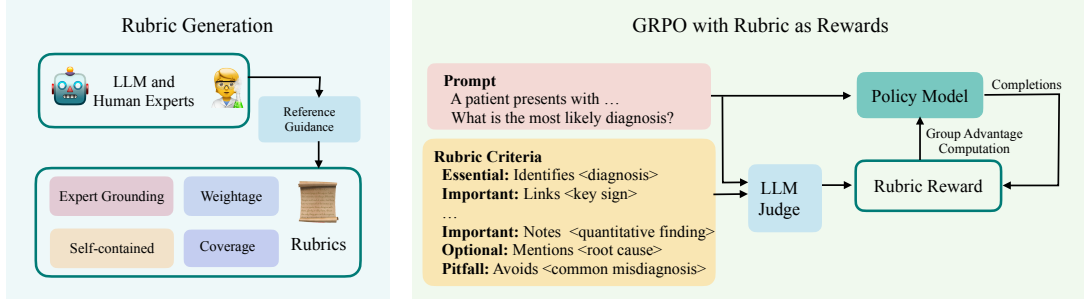 Rubric Generation
LLM and
Human Experts
Reference
Guidance
Expert Grounding
Weightage
Self-contained
Coverage
Rubrics
GRPO with Rubric as Rewards
Prompt
A patient presents with …
What is the most likely diagnosis?
Rubric Criteria
Essential: Identifies <diagnosis>
Important: Links <key sign>
…
Important: Notes <quantitative finding>
Optional: Mentions <root cause>
Pitfall: Avoids <common misdiagnosis>
LLM
Judge
Policy Model
Completions
Group Advantage
Computation
Rubric Reward